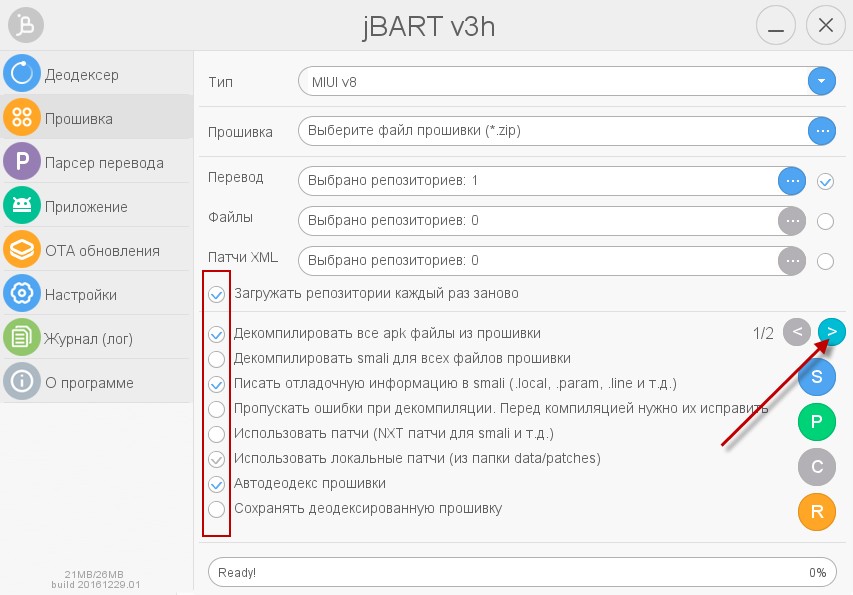 jBART v3h
Деодексер
Прошивка
Парсер перевода
Приложение
OTA обновления
Настройки
Журнал (лог)
О программе
21MB/26MB
build 20161229.01
Тип
MIUI v8
Прошивка
Выберите файл прошивки (*.zip)
Перевод
Выбрано репозиториев: 1
Файлы
Выбрано репозиториев: 0
Патчи XML
Выбрано репозиториев: 0
Загружать репозитории каждый раз заново
Декомпилировать все apk файлы из прошивки
1/2 < >
Декомпилировать smali для всех файлов прошивки
Писать отладочную информацию в smali (.local, .param, .line и т.д.)
S
Пропускать ошибки при декомпиляции. Перед компиляцией нужно их исправить
P
Использовать патчи (NXT патчи для smali и т.д.)
Использовать локальные патчи (из папки data/patches)
C
Автодеодекс прошивки
Сохранять деодексированную прошивку
R
Ready! 0%